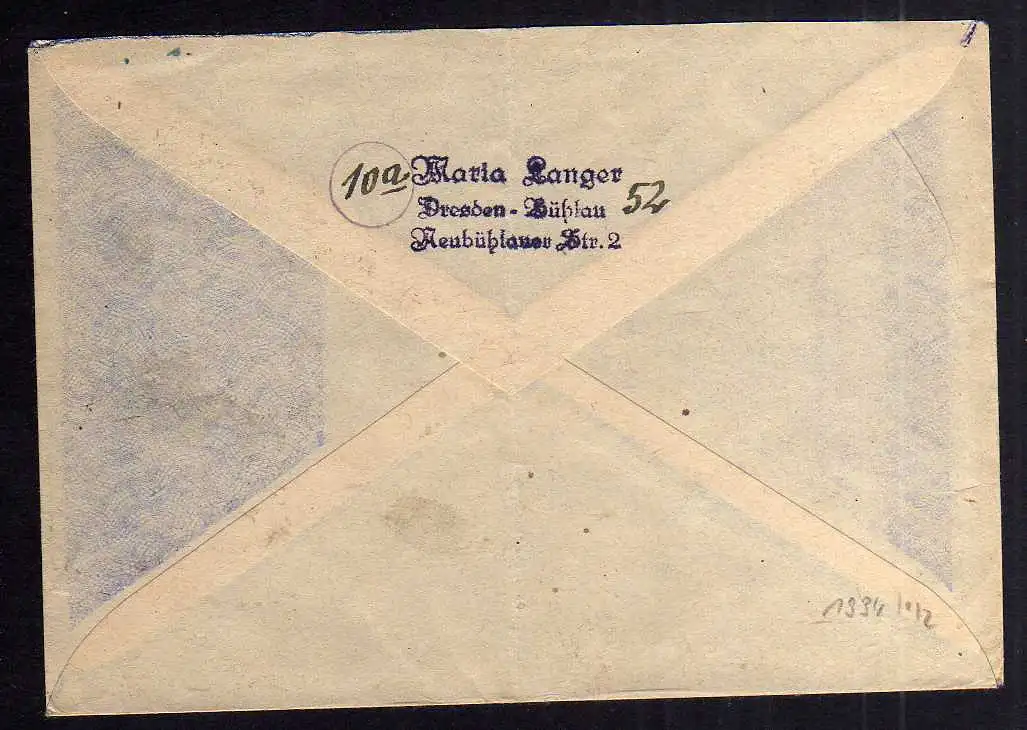 10a Maria Langer
Dresden - Bühlau 52
Neubühlauer Str. 2